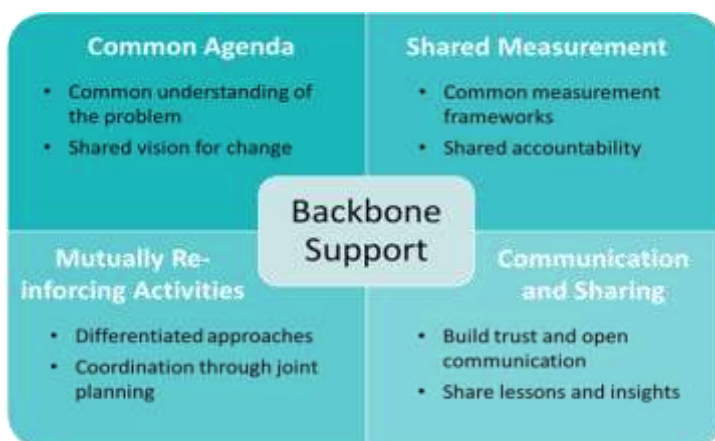 Common Agenda
• Common understanding of
the problem
• Shared vision for change
Shared Measurement
• Common measurement
frameworks
• Shared accountability
Backbone
Support
Mutually Re-
inforcing Activities
• Differentiated approaches
• Coordination through joint
planning
Communication
and Sharing
• Build trust and open
communication
• Share lessons and insights